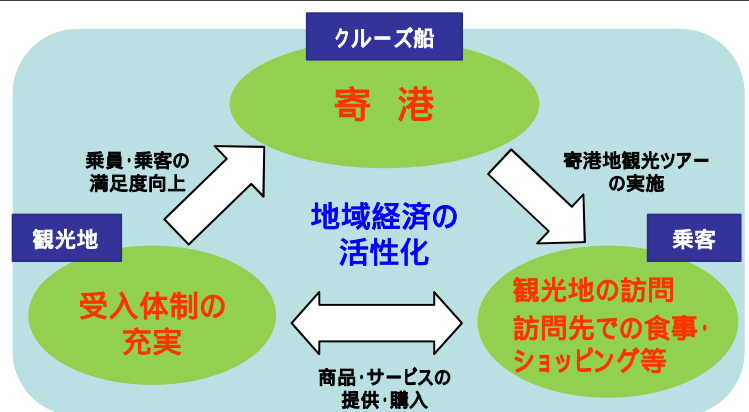 クルーズ船
寄 港
乗員・乗客の
満足度向上
寄港地観光ツアー
の実施
地域経済の
活性化
観光地
乗客
受入体制の
充実
観光地の訪問
訪問先での食事・
ショッピング等
商品・サービスの
提供・購入